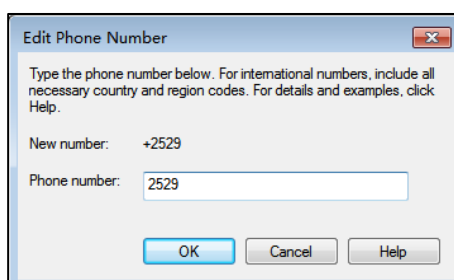 Edit Phone Number
Type the phone number below. For international numbers, include all
necessary country and region codes. For details and examples, click
Help.
New number: +2529
Phone number: 2529
OK Cancel Help